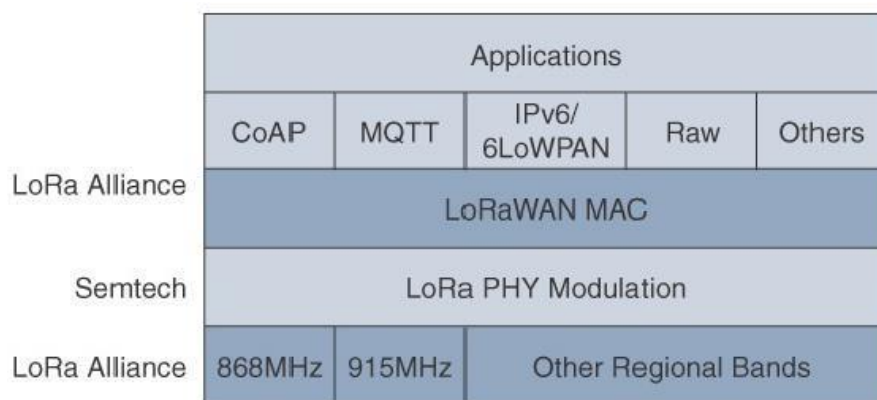 Applications
CoAP MQTT IPv6/
6LoWPAN Raw Others
LoRa Alliance
LoRaWAN MAC
Semtech LoRa PHY Modulation
LoRa Alliance 868MHz 915MHz Other Regional Bands